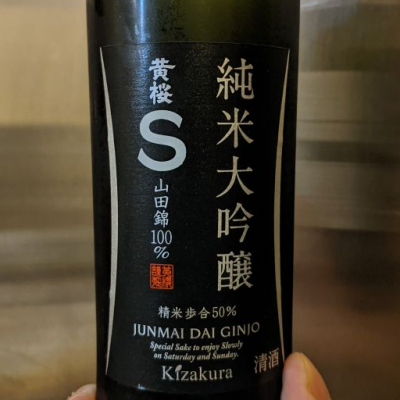 純米大吟醸
黄桜
S
山田錦
100%
精米歩合50%
JUNMAI DAI GINJO
Special Sake to enjoy Slowly
on Saturday and Sunday.
Kizakura
清酒